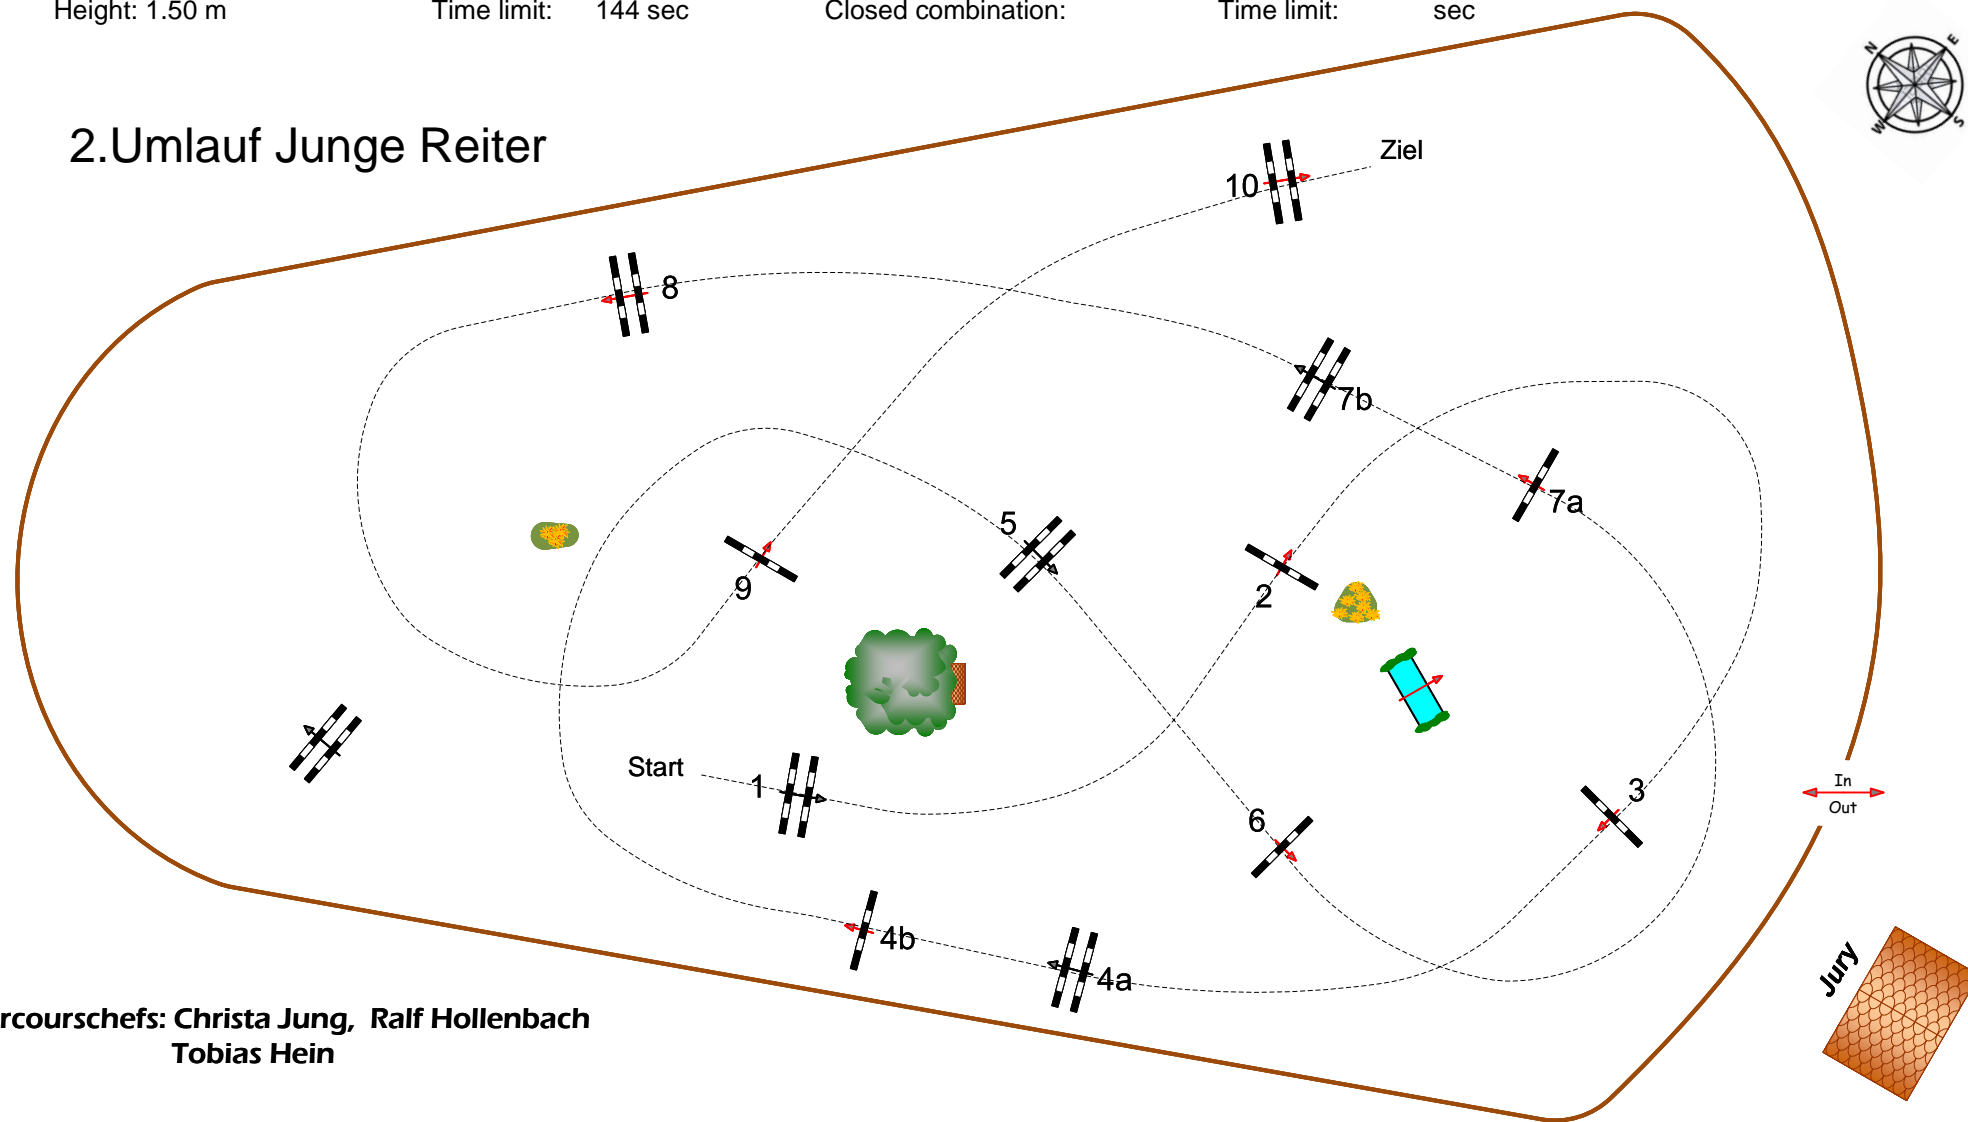 Height: 1.50 m Time limit: 144 sec Closed combination: Time limit: sec
N E
W S
2.Umlauf Junge Reiter
Ziel
10
8
7b
7a
5
9
2
Start
1
6
3
In
Out
4b
4a
Jury
rcourschefs: Christa Jung, Ralf Hollenbach
Tobias Hein